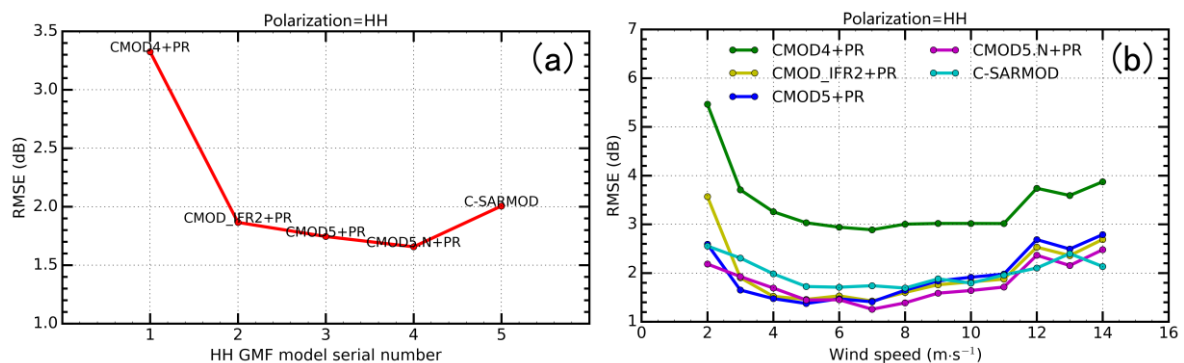 Polarization=HH
(a)
3.5
3.0
2.5
2.0
1.5
1.0
RMSE (dB)
CMOD4+PR
CMOD_IFR2+PR
CMOD5+PR
CMOD5.N+PR
C-SARMOD
1 2 3 4 5
HH GMF model serial number
Polarization=HH
(b)
7
6
5
4
3
2
1
RMSE (dB)
CMOD4+PR
CMOD_IFR2+PR
CMOD5+PR
CMOD5.N+PR
C-SARMOD
0 2 4 6 8 10 12 14 16
Wind speed (m·s⁻¹)